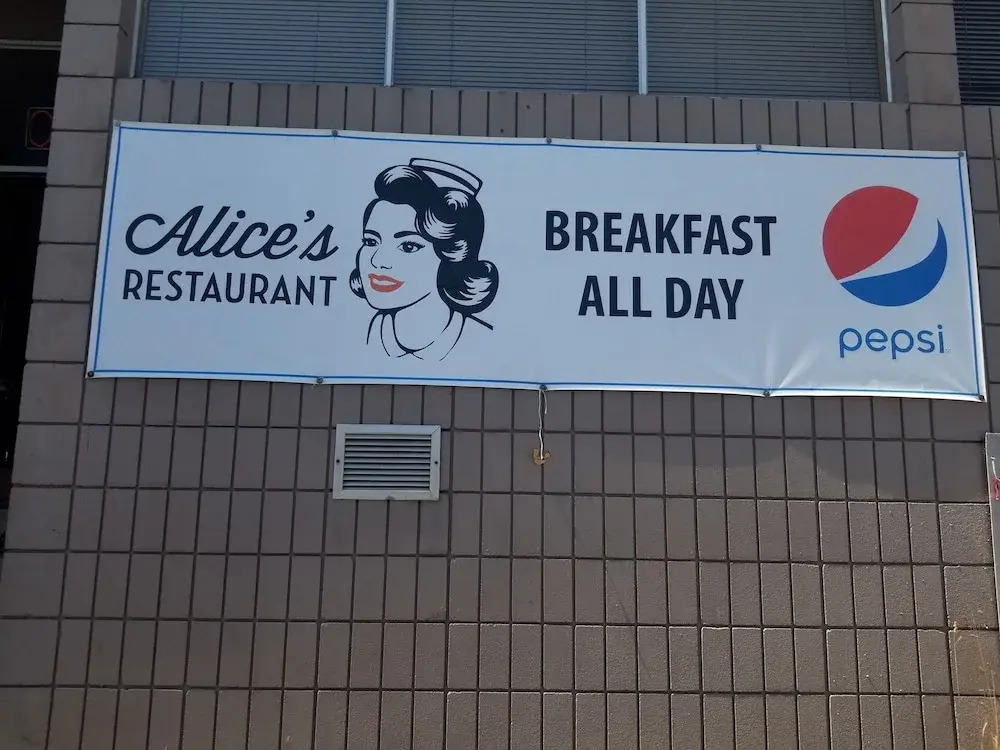 Alice's
RESTAURANT
BREAKFAST
ALL DAY
pepsi